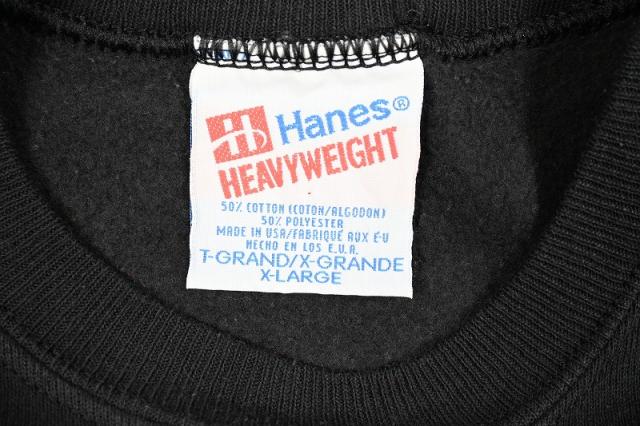 Hanes®
HEAVYWEIGHT
50% COTTON (COTON/ALGODON)
50% POLYESTER
MADE IN USA/FABRIQUÉ AUX É-U
HECHO EN LOS E.U.A.
T-GRAND/X-GRANDE
X-LARGE